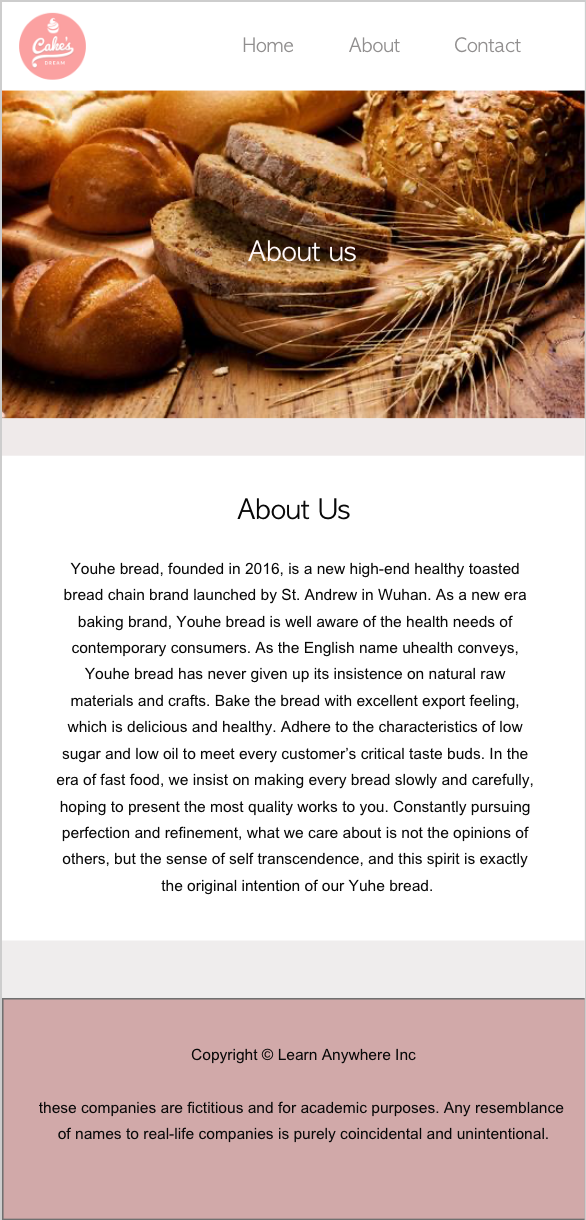 Cake's
DREAM
Home About Contact
About us
About Us
Youhe bread, founded in 2016, is a new high-end healthy toasted
bread chain brand launched by St. Andrew in Wuhan. As a new era
baking brand, Youhe bread is well aware of the health needs of
contemporary consumers. As the English name uhealth conveys,
Youhe bread has never given up its insistence on natural raw
materials and crafts. Bake the bread with excellent export feeling,
which is delicious and healthy. Adhere to the characteristics of low
sugar and low oil to meet every customer’s critical taste buds. In the
era of fast food, we insist on making every bread slowly and carefully,
hoping to present the most quality works to you. Constantly pursuing
perfection and refinement, what we care about is not the opinions of
others, but the sense of self transcendence, and this spirit is exactly
the original intention of our Yuhe bread.
Copyright © Learn Anywhere Inc
these companies are fictitious and for academic purposes. Any resemblance
of names to real-life companies is purely coincidental and unintentional.